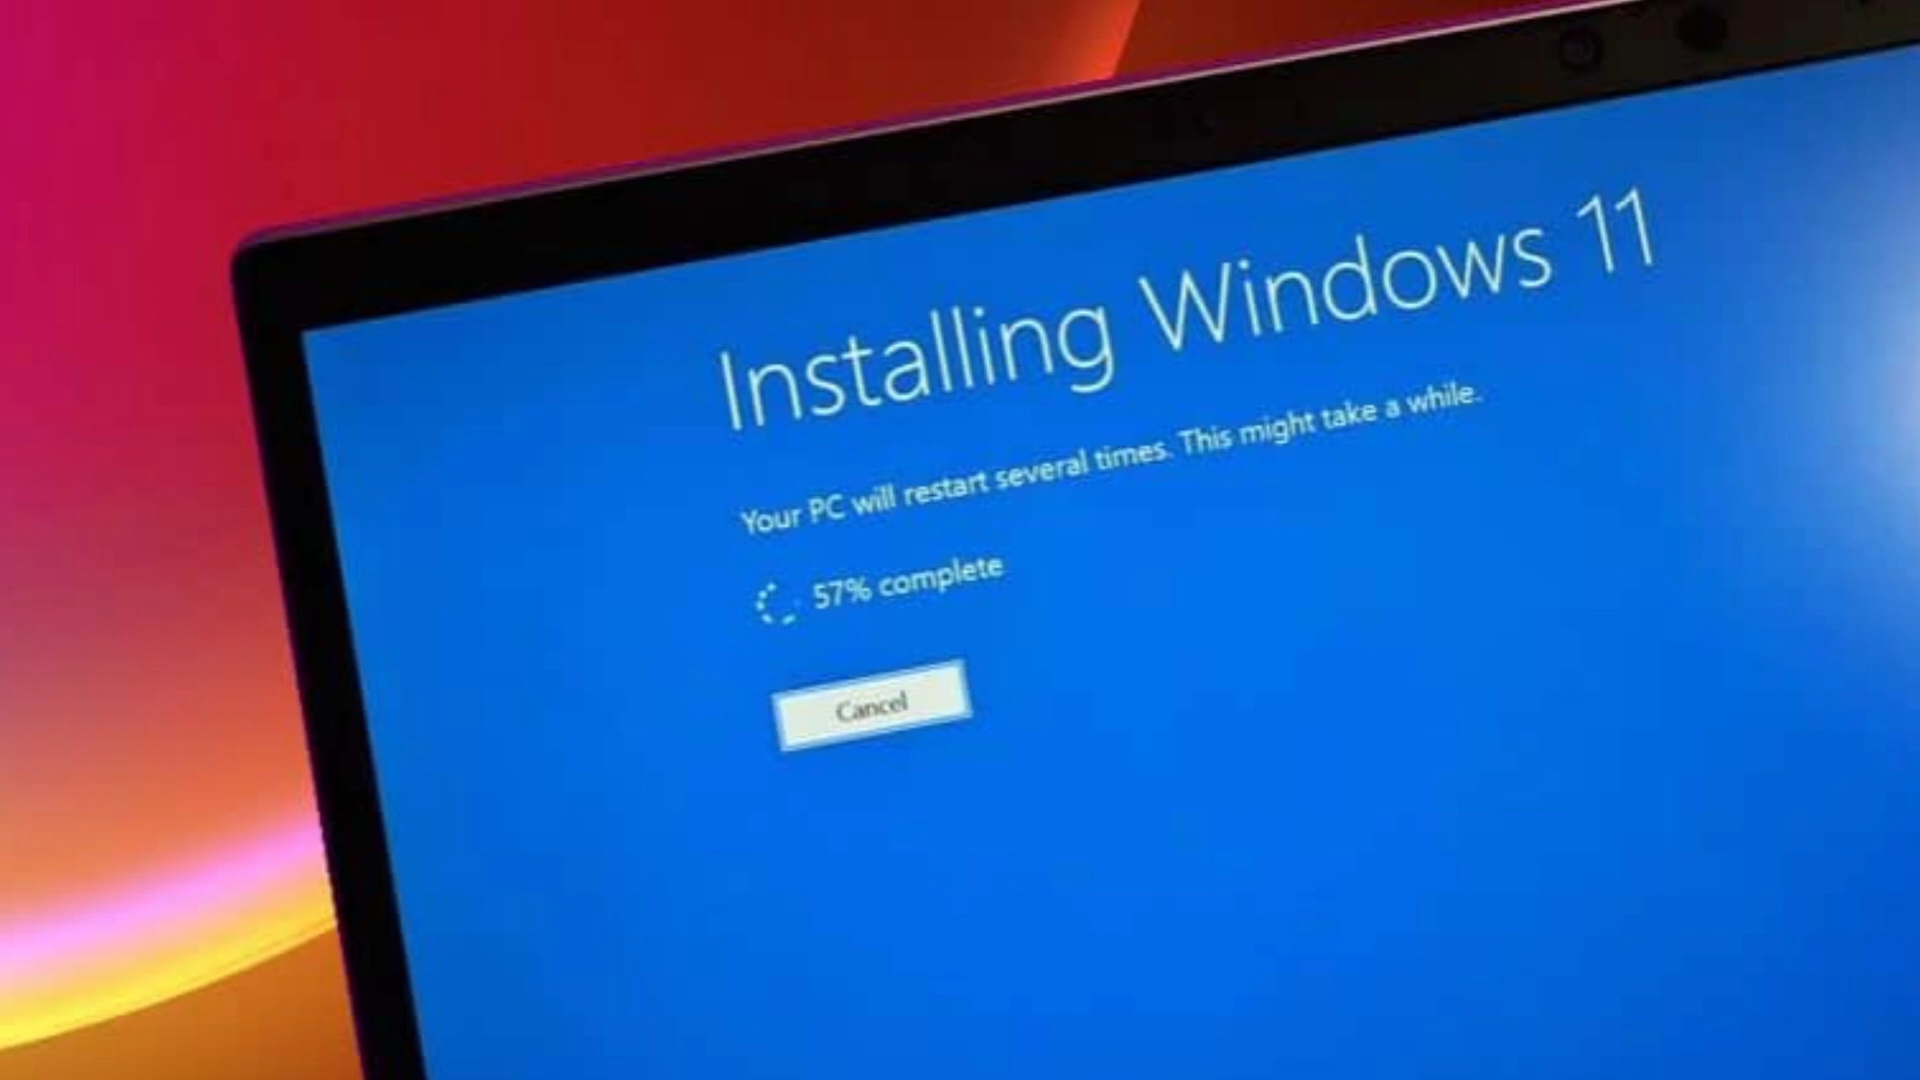 Installing Windows 11
Your PC will restart several times. This might take a while.
57% complete
Cancel